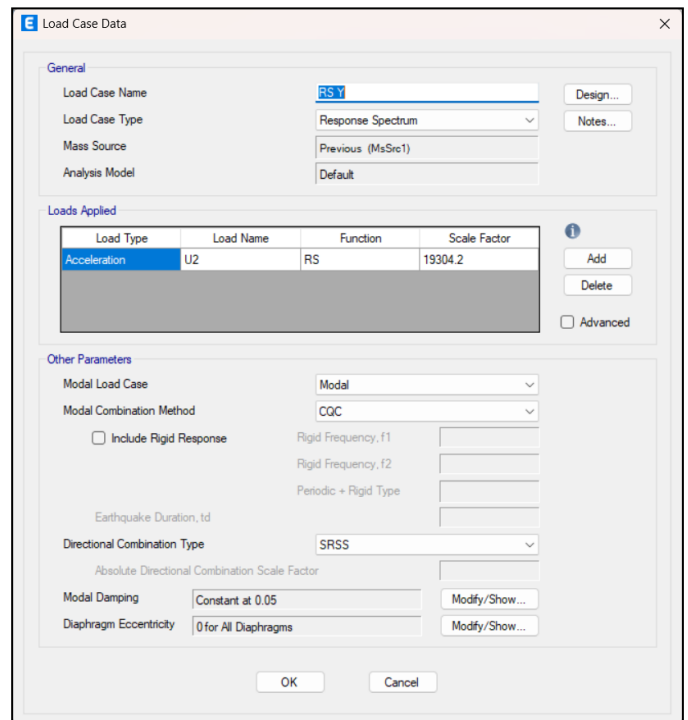 E Load Case Data
General
Load Case Name RS Y Design...
Load Case Type Response Spectrum Notes...
Mass Source Previous (MsSrc1)
Analysis Model Default
Loads Applied
Load Type Load Name Function Scale Factor
Acceleration U2 RS 19304.2 Add
Delete
Advanced
Other Parameters
Modal Load Case Modal
Modal Combination Method CQC
Include Rigid Response Rigid Frequency, f1
Rigid Frequency, f2
Periodic + Rigid Type
Earthquake Duration, td
Directional Combination Type SRSS
Absolute Directional Combination Scale Factor
Modal Damping Constant at 0.05 Modify/Show...
Diaphragm Eccentricity 0 for All Diaphragms Modify/Show...
OK Cancel